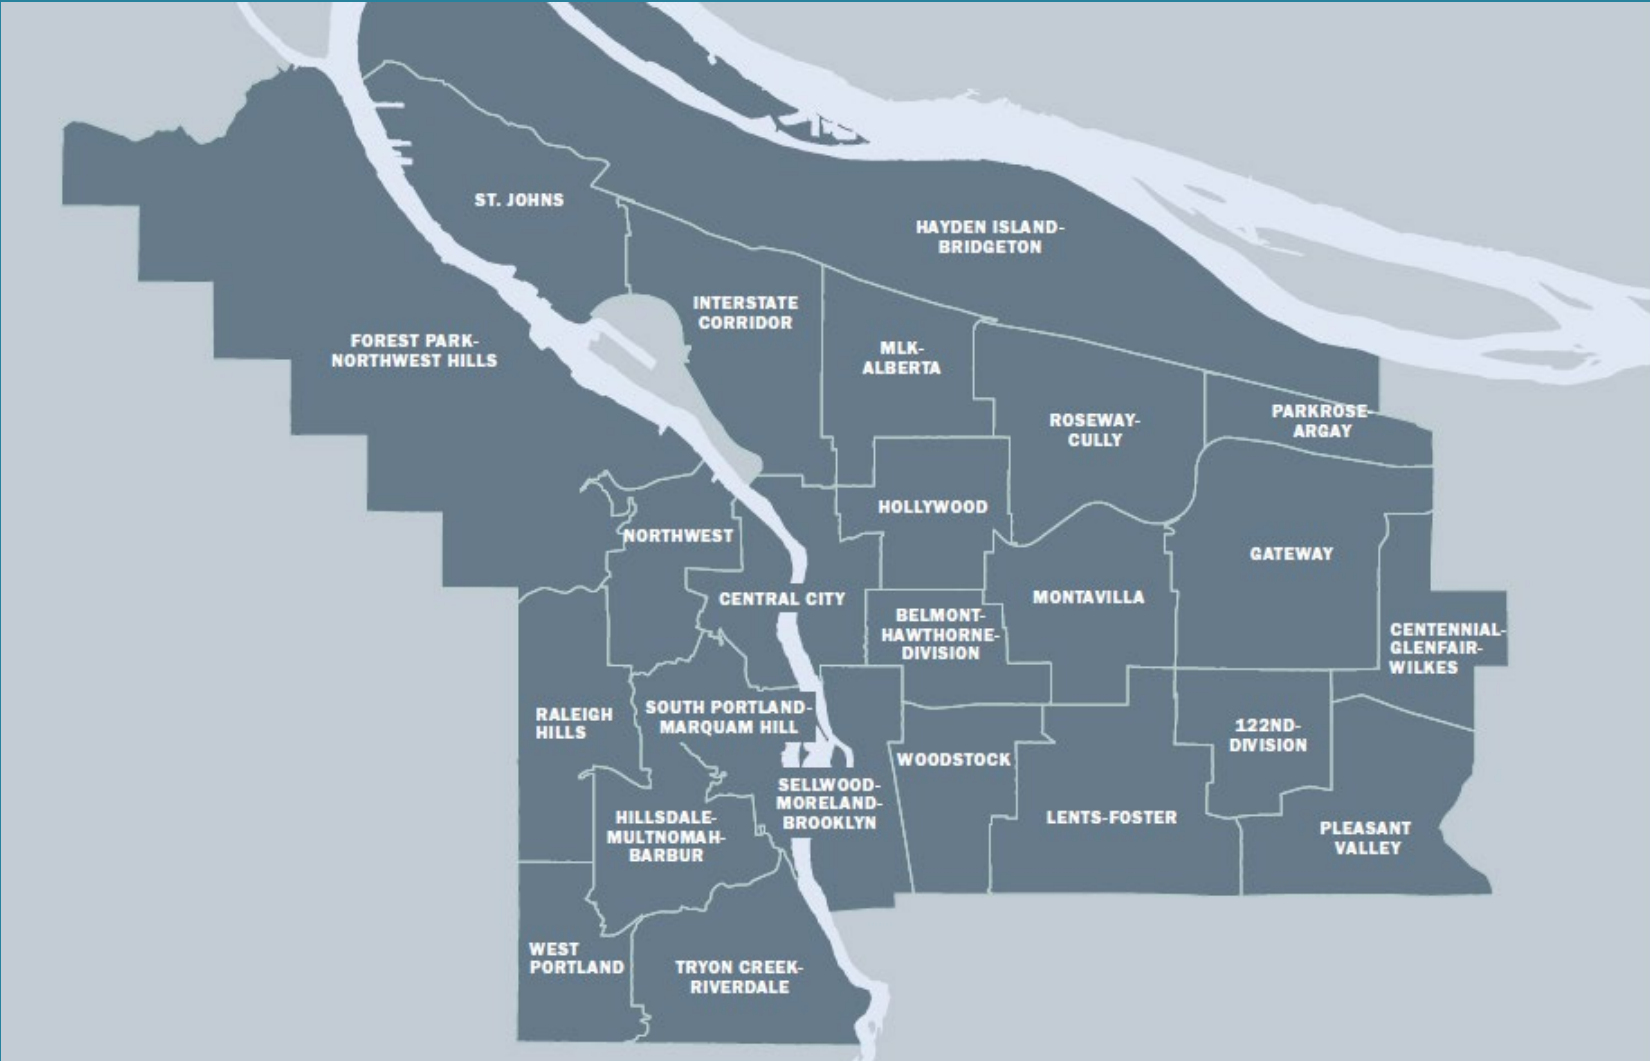 ST. JOHNS
HAYDEN ISLAND-
BRIDGETON
INTERSTATE
CORRIDOR
FOREST PARK-
NORTHWEST HILLS
MLK-
ALBERTA
ROSEWAY-
CULLY
PARKROSE-
ARGAY
HOLLYWOOD
NORTHWEST
GATEWAY
CENTRAL CITY
MONTAVILLA
BELMONT-
HAWTHORNE-
DIVISION
CENTENNIAL-
GLENFAIR-
WILKES
RALEIGH
HILLS
SOUTH PORTLAND-
MARQUAM HILL
122ND-
DIVISION
WOODSTOCK
SELLWOOD-
MORELAND-
BROOKLYN
LENTS-FOSTER
HILLSDALE-
MULTNOMAH-
BARBUR
PLEASANT
VALLEY
WEST
PORTLAND
TRYON CREEK-
RIVERDALE